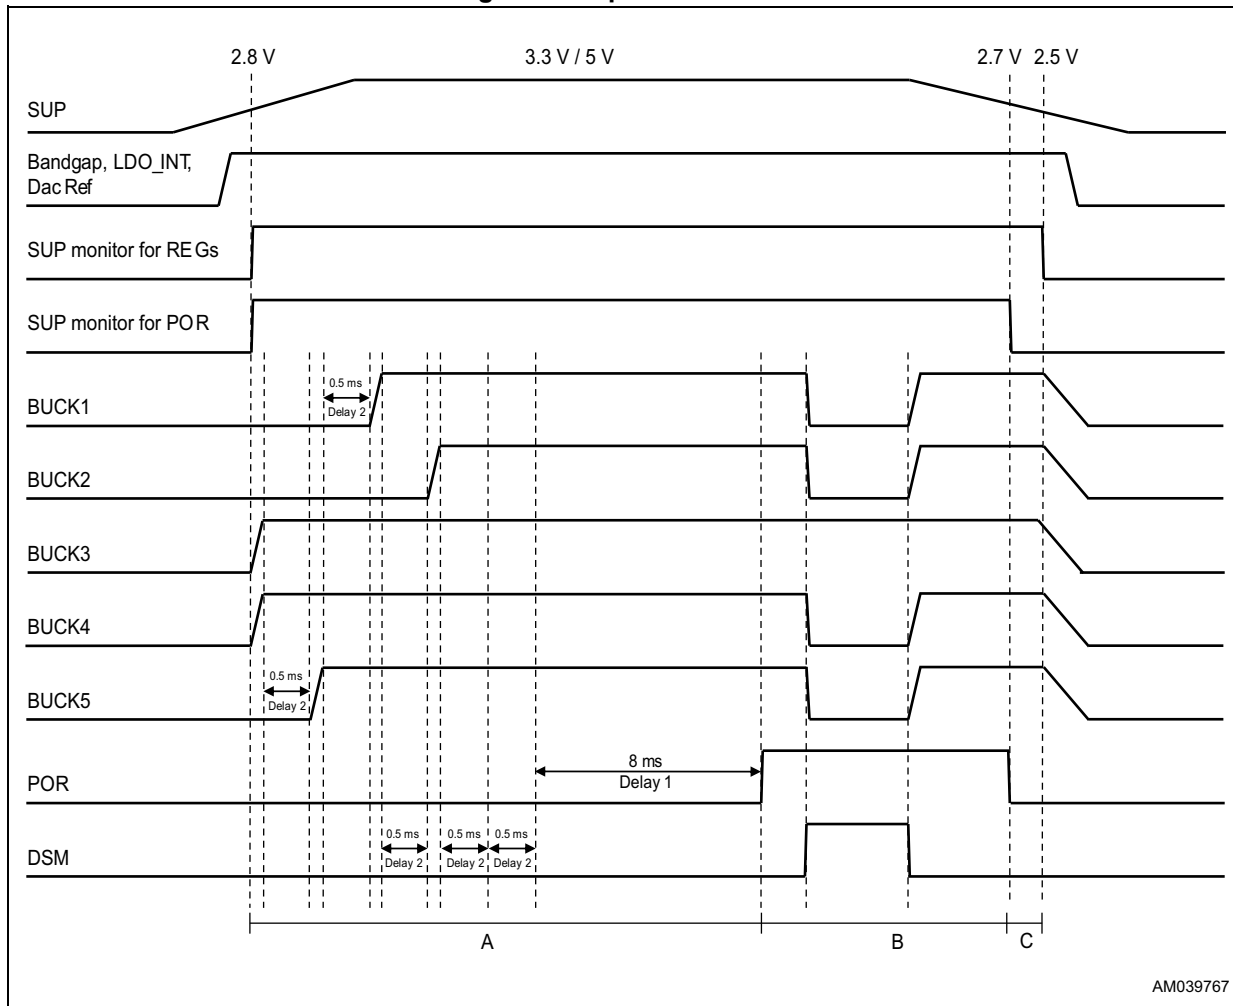 2.8 V 3.3 V / 5 V 2.7 V 2.5 V
SUP
Bandgap, LDO_INT,
Dac Ref
SUP monitor for REGs
SUP monitor for POR
0.5 ms
BUCK1
Delay 2
BUCK2
BUCK3
BUCK4
0.5 ms
BUCK5
Delay 2
8 ms
POR
Delay 1
0.5 ms 0.5 ms 0.5 ms
DSM
Delay 2 Delay 2 Delay 2
A B C
AM039767